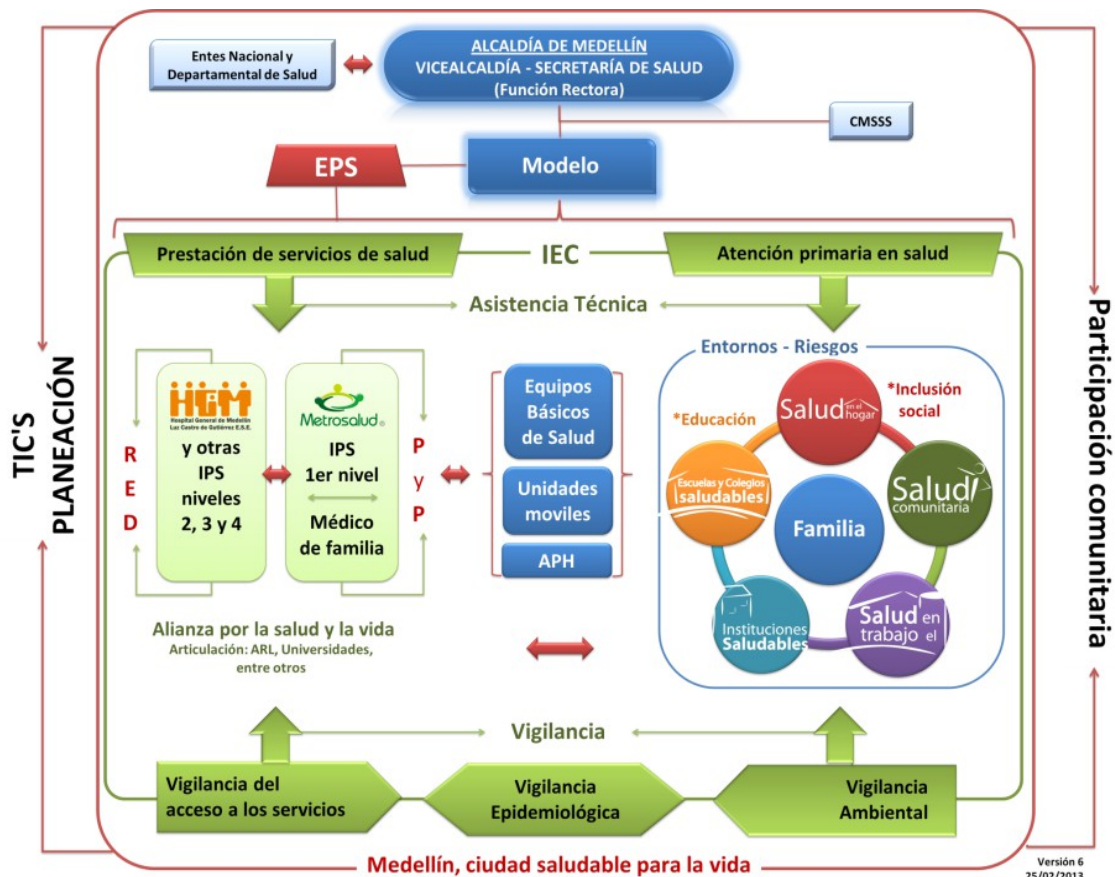 Entes Nacional y
Departamental de Salud
ALCALDÍA DE MEDELLÍN
VICEALCALDÍA - SECRETARÍA DE SALUD
(Función Rectora)
CMSSS
EPS
Modelo
Prestación de servicios de salud
IEC
Atención primaria en salud
Asistencia Técnica
TIC'S
PLANEACIÓN
RED
HGM
Hospital General de Medellín
Luz Castro de Gutiérrez E.S.E.
y otras
IPS
niveles
2, 3 y 4
Metrosalud
IPS
1er nivel
Médico
de familia
PyP
Equipos
Básicos
de Salud
Unidades
moviles
APH
Entornos - Riesgos
*Educación
Salud en el
hogar
*Inclusión
social
Escuelas y Colegios
saludables
Salud
comunitaria
Familia
Instituciones
Saludables
Salud en
trabajo el
Participación comunitaria
Alianza por la salud y la vida
Articulación: ARL, Universidades,
entre otros
Vigilancia
Vigilancia del
acceso a los servicios
Vigilancia
Epidemiológica
Vigilancia
Ambiental
Medellín, ciudad saludable para la vida
Versión 6
25/02/2013